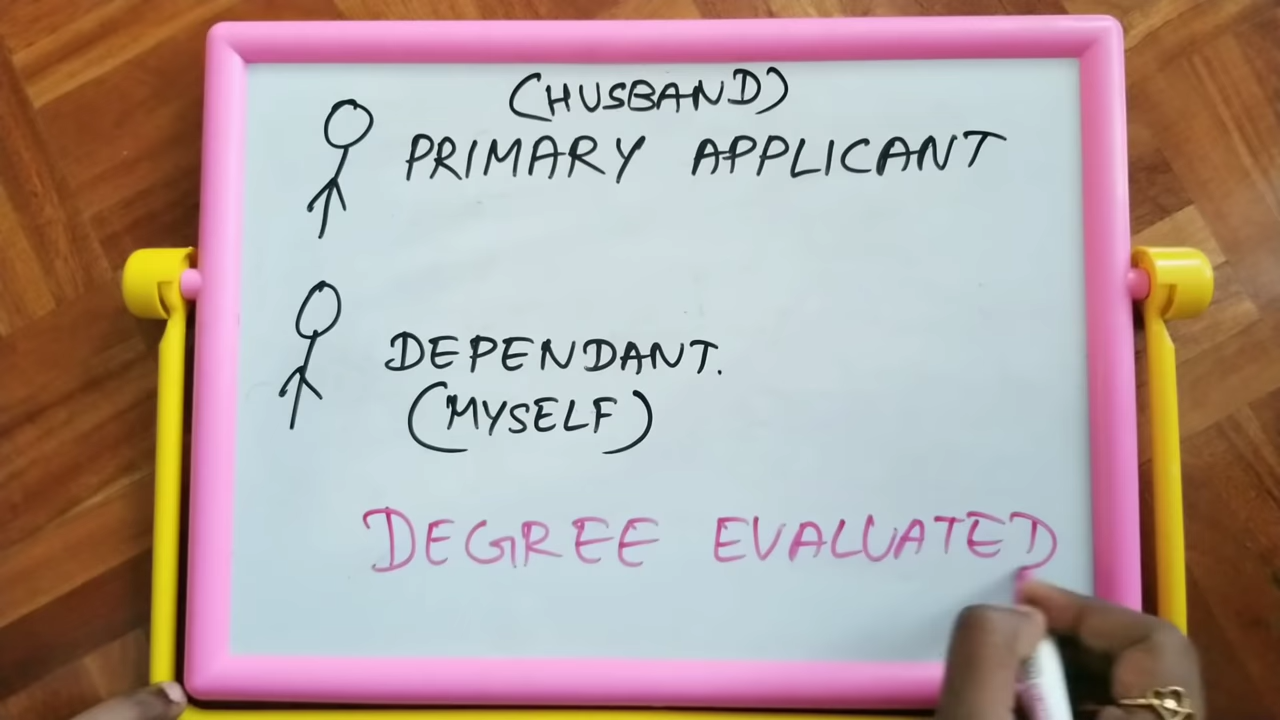 (HUSBAND)
PRIMARY APPLICANT
DEPENDANT.
(MYSELF)
DEGREE EVALUATED